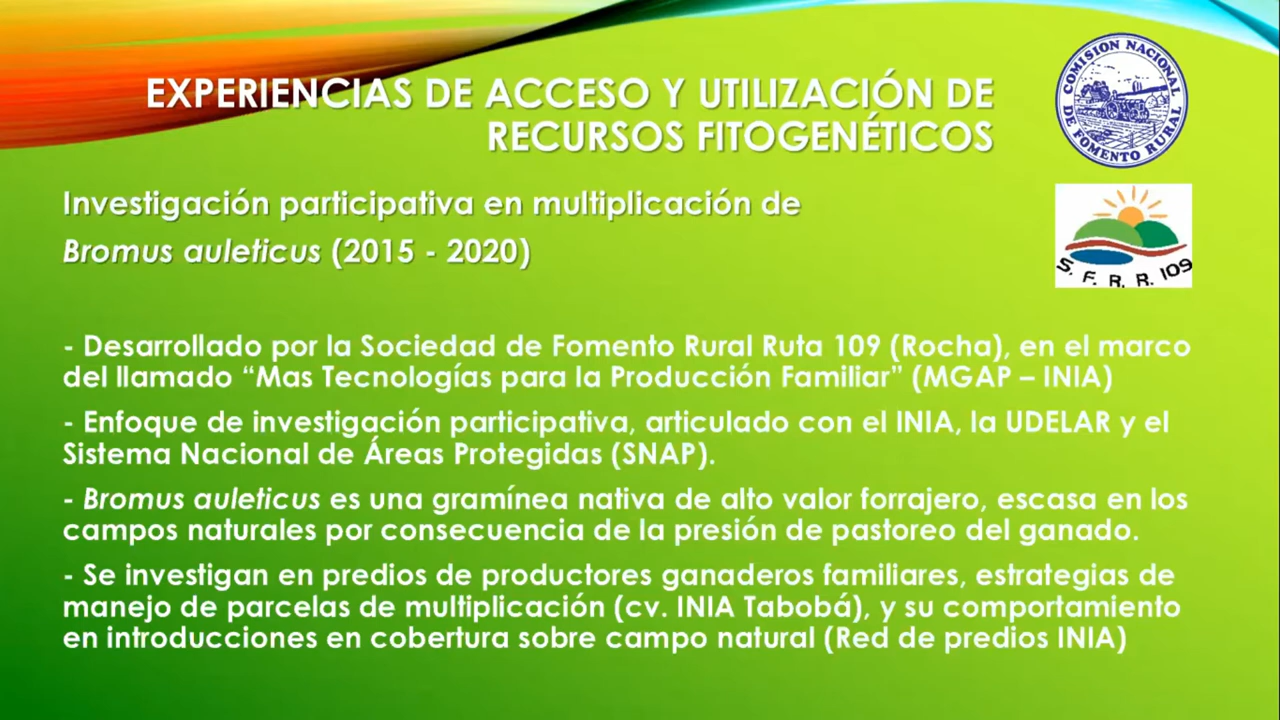 EXPERIENCIAS DE ACCESO Y UTILIZACIÓN DE
RECURSOS FITOGENÉTICOS
COMISION NACIONAL
DE FOMENTO RURAL
S. F. R. R. 109
Investigación participativa en multiplicación de
Bromus auleticus (2015 - 2020)
- Desarrollado por la Sociedad de Fomento Rural Ruta 109 (Rocha), en el marco
del llamado “Mas Tecnologías para la Producción Familiar” (MGAP – INIA)
- Enfoque de investigación participativa, articulado con el INIA, la UDELAR y el
Sistema Nacional de Áreas Protegidas (SNAP).
- Bromus auleticus es una gramínea nativa de alto valor forrajero, escasa en los
campos naturales por consecuencia de la presión de pastoreo del ganado.
- Se investigan en predios de productores ganaderos familiares, estrategias de
manejo de parcelas de multiplicación (cv. INIA Tabobá), y su comportamiento
en introducciones en cobertura sobre campo natural (Red de predios INIA)